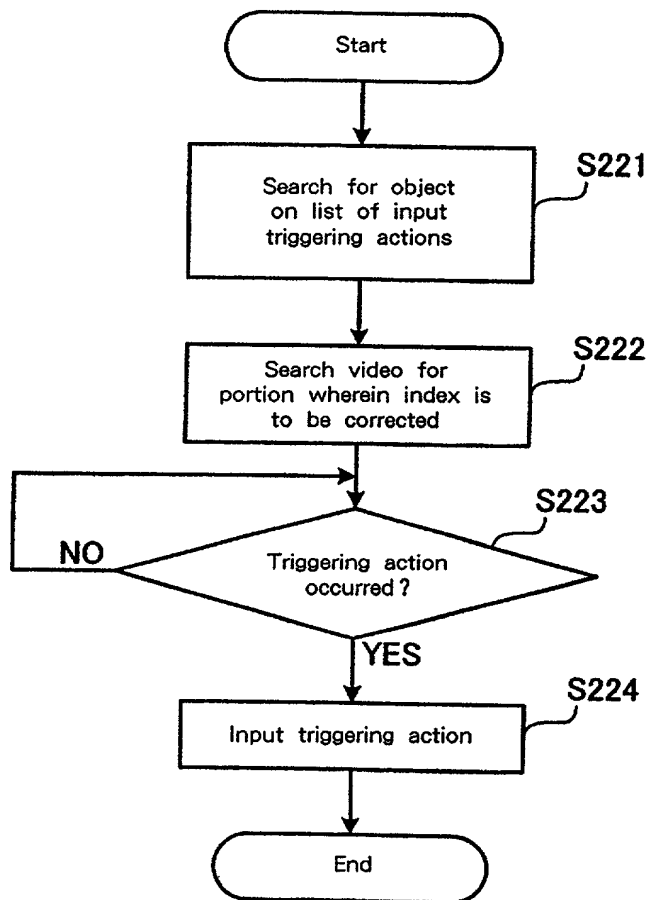 Start
S221
Search for object
on list of input
triggering actions
S222
Search video for
portion wherein index is
to be corrected
S223
NO
Triggering action
occurred ?
YES
S224
Input triggering action
End